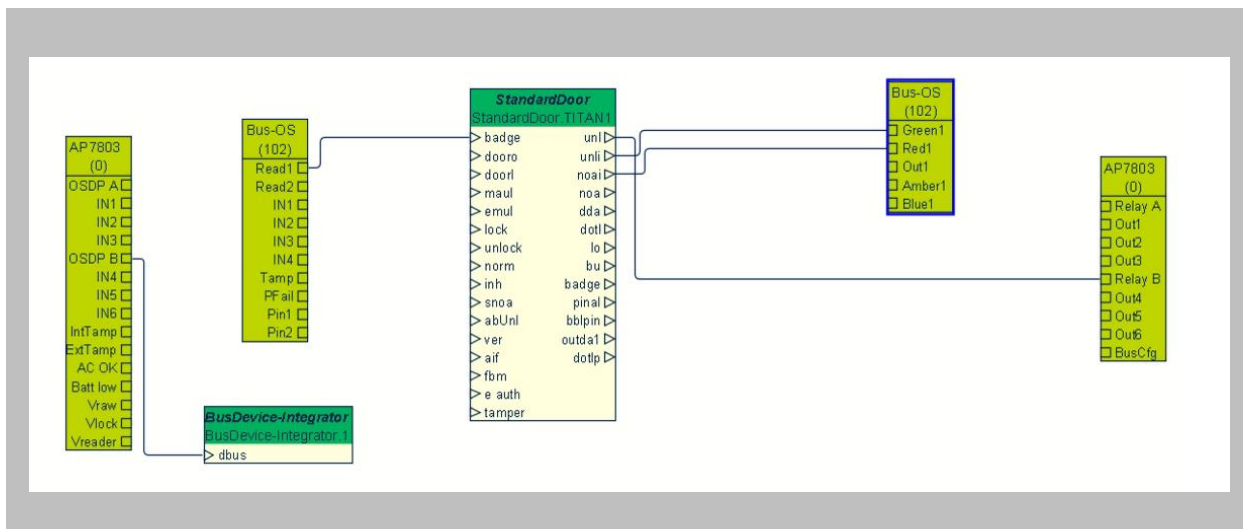 AP7803
(0)
OSDP A
IN1
IN2
IN3
OSDP B
IN4
IN5
IN6
IntTamp
ExtTamp
AC OK
Batt low
Vraw
Vlock
Vreader
Bus-OS
(102)
Read1
Read2
IN1
IN2
IN3
IN4
Tamp
PFail
Pin1
Pin2
BusDevice-Integrator
BusDevice-Integrator.1
dbus
StandardDoor
StandardDoor.TITAN1
badge unl
dooro unli
doorl noai
maul noa
emul dda
lock dotl
unlock lo
norm bu
inh badge
snoa pinal
abUnl bblpin
ver outda1
aif dotlp
fbm
e auth
tamper
Bus-OS
(102)
Green1
Red1
Out1
Amber1
Blue1
AP7803
(0)
Relay A
Out1
Out2
Out3
Relay B
Out4
Out5
Out6
BusCfg